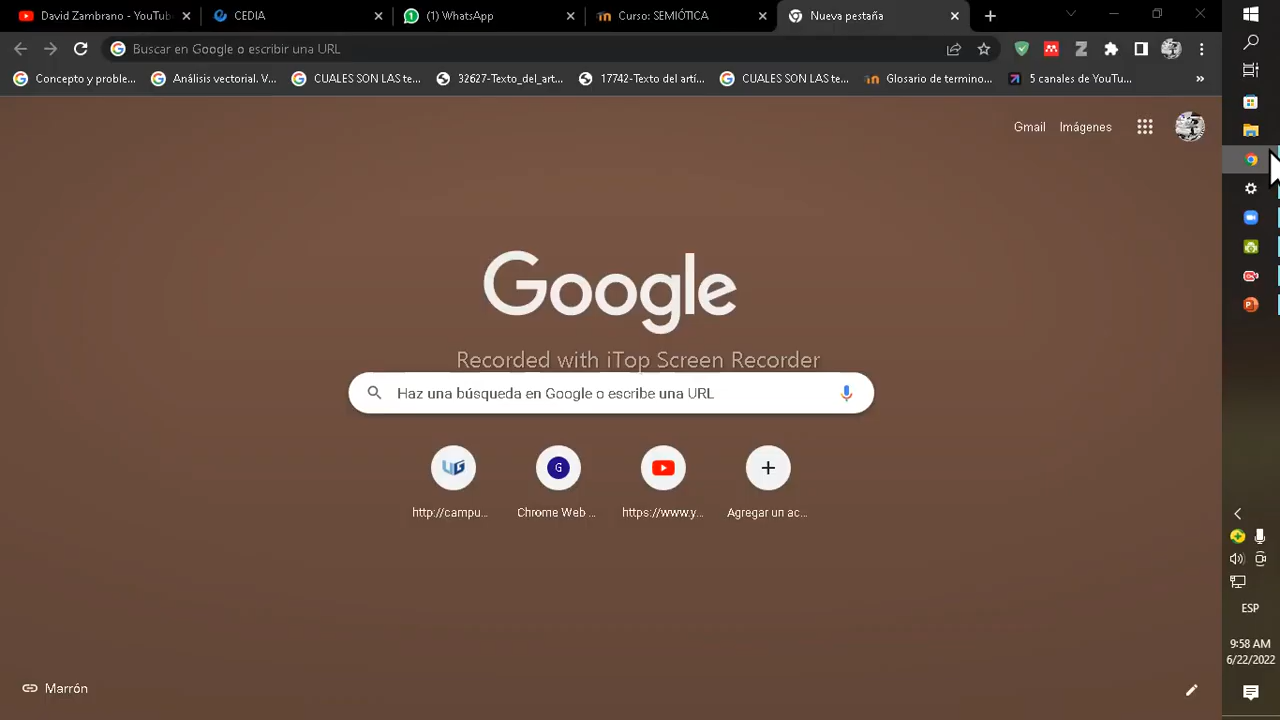 David Zambrano - YouTube
CEDIA
(1) WhatsApp
Curso: SEMIÓTICA
Nueva pestaña
Buscar en Google o escribir una URL
Concepto y proble...
Análisis vectorial. V...
CUALES SON LAS te...
32627-Texto_del_art...
17742-Texto del artí...
CUALES SON LAS te...
Glosario de termino...
5 canales de YouTu...
»
Gmail
Imágenes
Google
Recorded with iTop Screen Recorder
Haz una búsqueda en Google o escribe una URL
UG
G
http://campu...
Chrome Web ...
https://www.y...
Agregar un ac...
ESP
9:58 AM
6/22/2022
Marrón